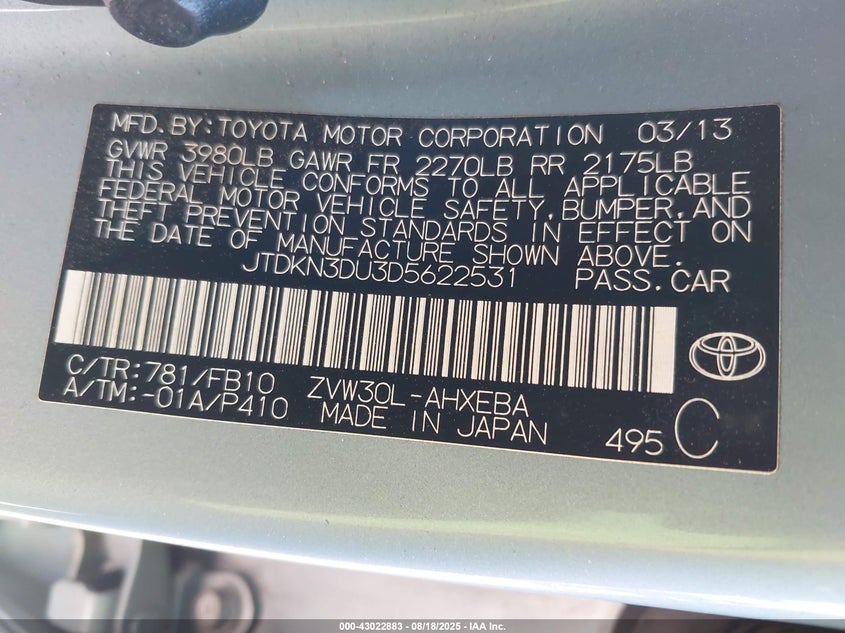 MFD.BY:TOYOTA MOTOR CORPORATION 03/13
GVWR 3980LB GAWR FR 2270LB RR 2175LB
THIS VEHICLE CONFORMS TO ALL APPLICABLE
FEDERAL MOTOR VEHICLE SAFETY,BUMPER,AND
THEFT PREVENTION STANDARDS IN EFFECT ON
THE DATE OF MANUFACTURE SHOWN ABOVE.
JTDKN3DU3D5622531 PASS.CAR
C/TR:781/FB10 ZVW30L-AHXEBA
A/TM:-01A/P410 MADE IN JAPAN 495 C
000-43022883 - 08/18/2025 - IAA Inc.